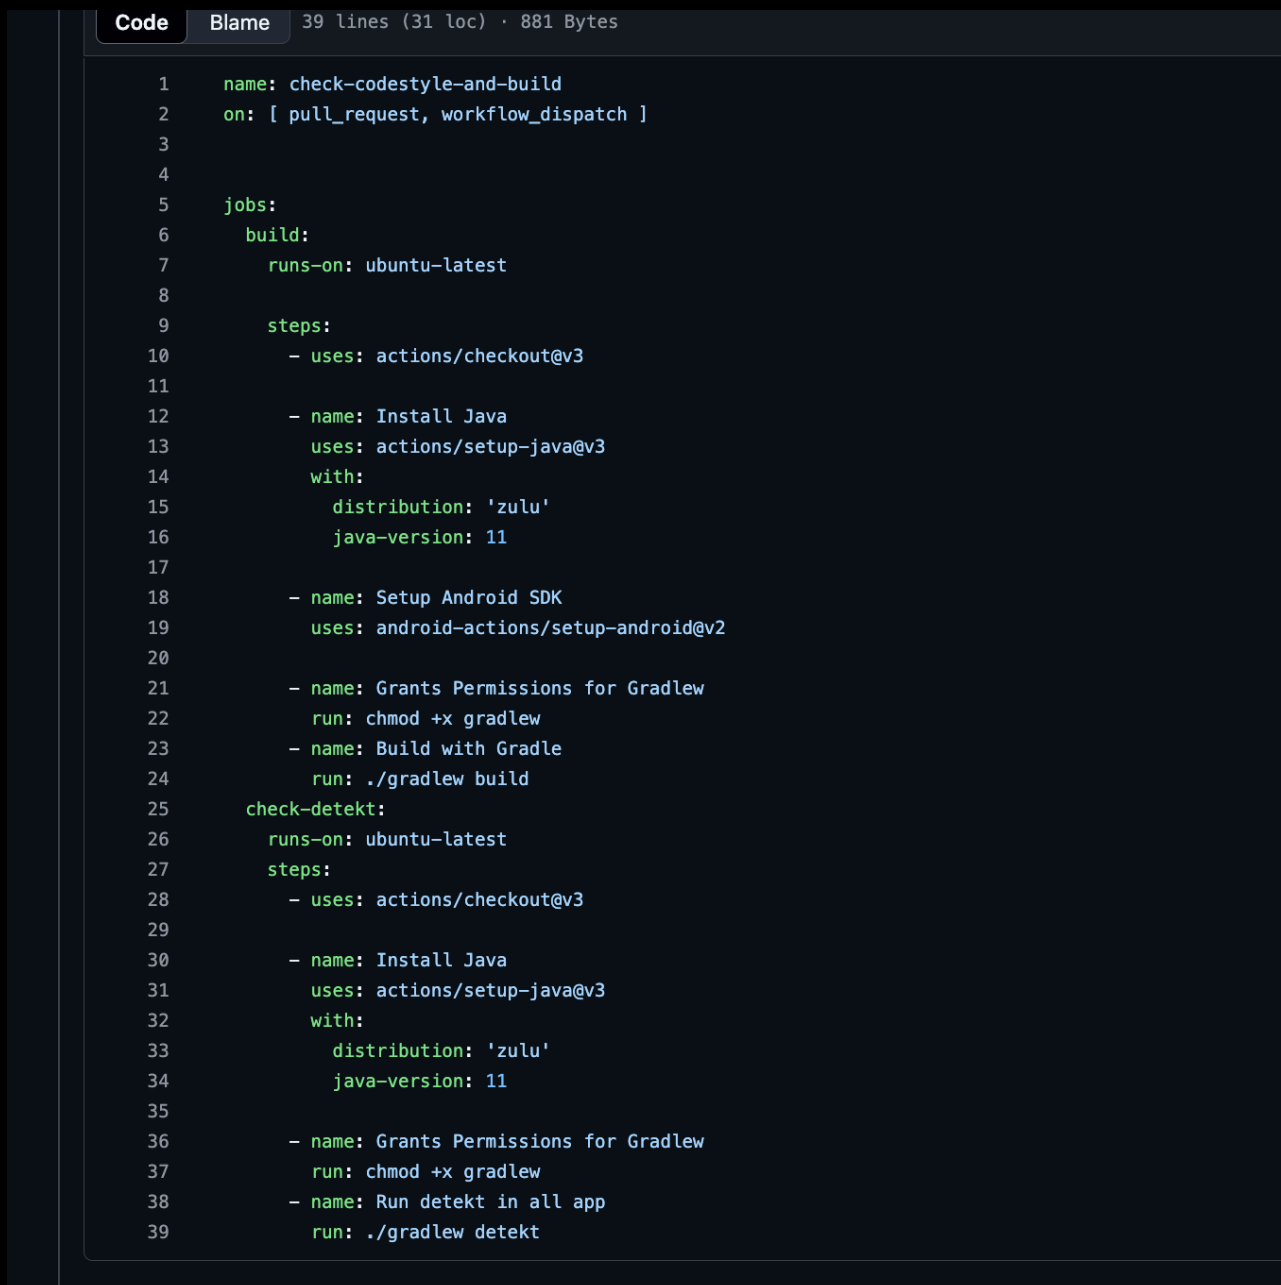 Code Blame 39 lines (31 loc) · 881 Bytes
1 name: check-codestyle-and-build
2 on: [ pull_request, workflow_dispatch ]
3
4
5 jobs:
6   build:
7     runs-on: ubuntu-latest
8
9     steps:
10       - uses: actions/checkout@v3
11
12       - name: Install Java
13         uses: actions/setup-java@v3
14         with:
15           distribution: 'zulu'
16           java-version: 11
17
18       - name: Setup Android SDK
19         uses: android-actions/setup-android@v2
20
21       - name: Grants Permissions for Gradlew
22         run: chmod +x gradlew
23       - name: Build with Gradle
24         run: ./gradlew build
25   check-detekt:
26     runs-on: ubuntu-latest
27     steps:
28       - uses: actions/checkout@v3
29
30       - name: Install Java
31         uses: actions/setup-java@v3
32         with:
33           distribution: 'zulu'
34           java-version: 11
35
36       - name: Grants Permissions for Gradlew
37         run: chmod +x gradlew
38       - name: Run detekt in all app
39         run: ./gradlew detekt